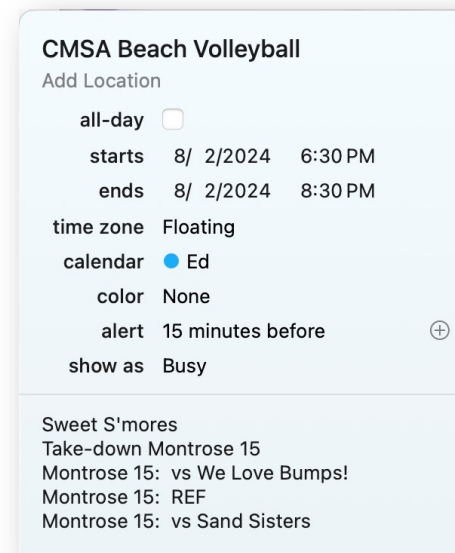 CMSA Beach Volleyball
Add Location
all-day
starts 8/ 2/2024 6:30 PM
ends 8/ 2/2024 8:30 PM
time zone Floating
calendar Ed
color None
alert 15 minutes before
show as Busy
Sweet S'mores
Take-down Montrose 15
Montrose 15: vs We Love Bumps!
Montrose 15: REF
Montrose 15: vs Sand Sisters